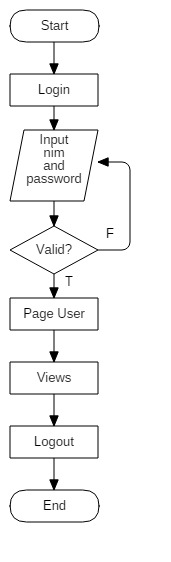 Start
Login
Input
nim
and
password
Valid?
F
T
Page User
Views
Logout
End